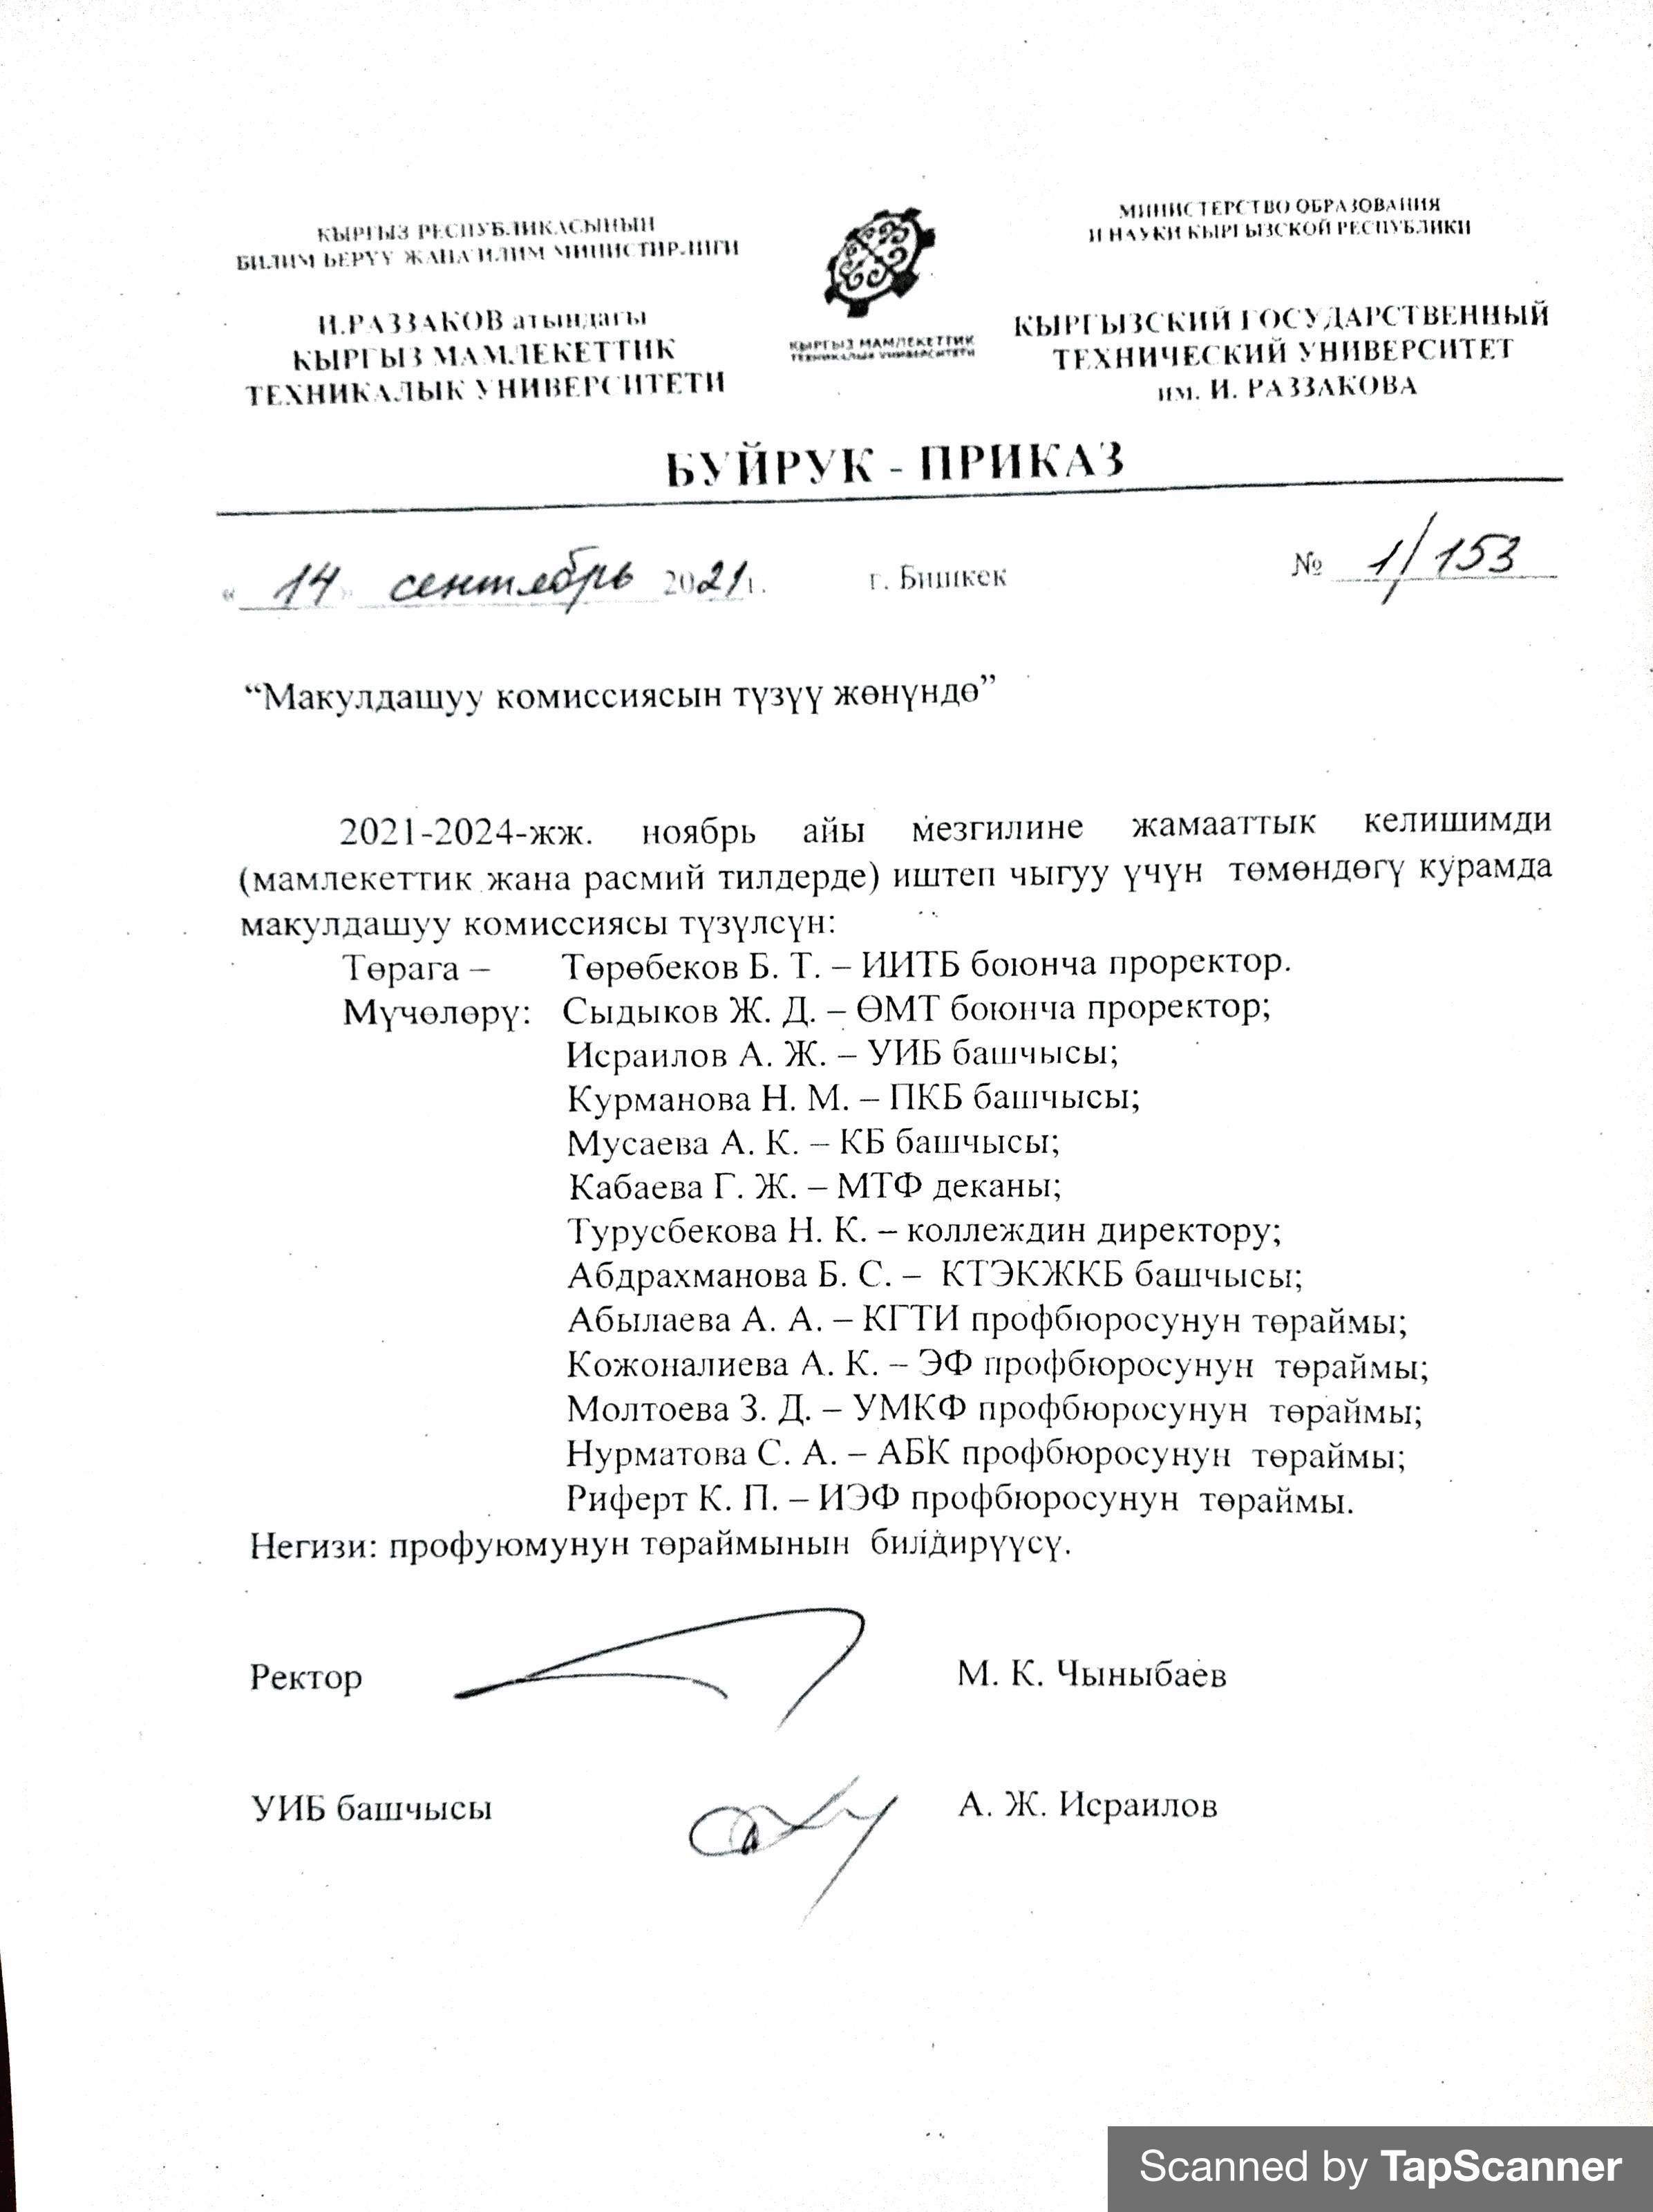 КЫРГЫЗ РЕСПУБЛИКАСЫНЫН
БИЛИМ БЕРҮҮ ЖАНА ИЛИМ МИНИСТИРЛИГИ
И.РАЗЗАКОВ атындагы
КЫРГЫЗ МАМЛЕКЕТТИК
ТЕХНИКАЛЫК УНИВЕРСИТЕТИ
КЫРГЫЗ МАМЛЕКЕТТИК
ТЕХНИКАЛЫК УНИВЕРСИТЕТИ
МИНИСТЕРСТВО ОБРАЗОВАНИЯ
И НАУКИ КЫРГЫЗСКОЙ РЕСПУБЛИКИ
КЫРГЫЗСКИЙ ГОСУДАРСТВЕННЫЙ
ТЕХНИЧЕСКИЙ УНИВЕРСИТЕТ
им. И. РАЗЗАКОВА
БУЙРУК - ПРИКАЗ
« 14 » сентябрь 2021г. г. Бишкек № 1/153
“Макулдашуу комиссиясын түзүү жөнүндө”
2021-2024-жж. ноябрь айы мезгилине жамааттык келишимди
(мамлекеттик жана расмий тилдерде) иштеп чыгуу үчүн төмөндөгү курамда
макулдашуу комиссиясы түзүлсүн:
Төрага – Төрөбеков Б. Т. – ИИТБ боюнча проректор.
Мүчөлөрү: Сыдыков Ж. Д. – ӨМТ боюнча проректор;
Исраилов А. Ж. – УИБ башчысы;
Курманова Н. М. – ПКБ башчысы;
Мусаева А. К. – КБ башчысы;
Кабаева Г. Ж. – МТФ деканы;
Турусбекова Н. К. – коллеждин директору;
Абдрахманова Б. С. – КТЭКЖКБ башчысы;
Абылаева А. А. – КГТИ профбюросунун төраймы;
Кожоналиева А. К. – ЭФ профбюросунун төраймы;
Молтоева З. Д. – УМКФ профбюросунун төраймы;
Нурматова С. А. – АБК профбюросунун төраймы;
Риферт К. П. – ИЭФ профбюросунун төраймы.
Негизи: профуюмунун төраймынын билдирүүсү.
Ректор М. К. Чыныбаев
УИБ башчысы А. Ж. Исраилов
Scanned by TapScanner